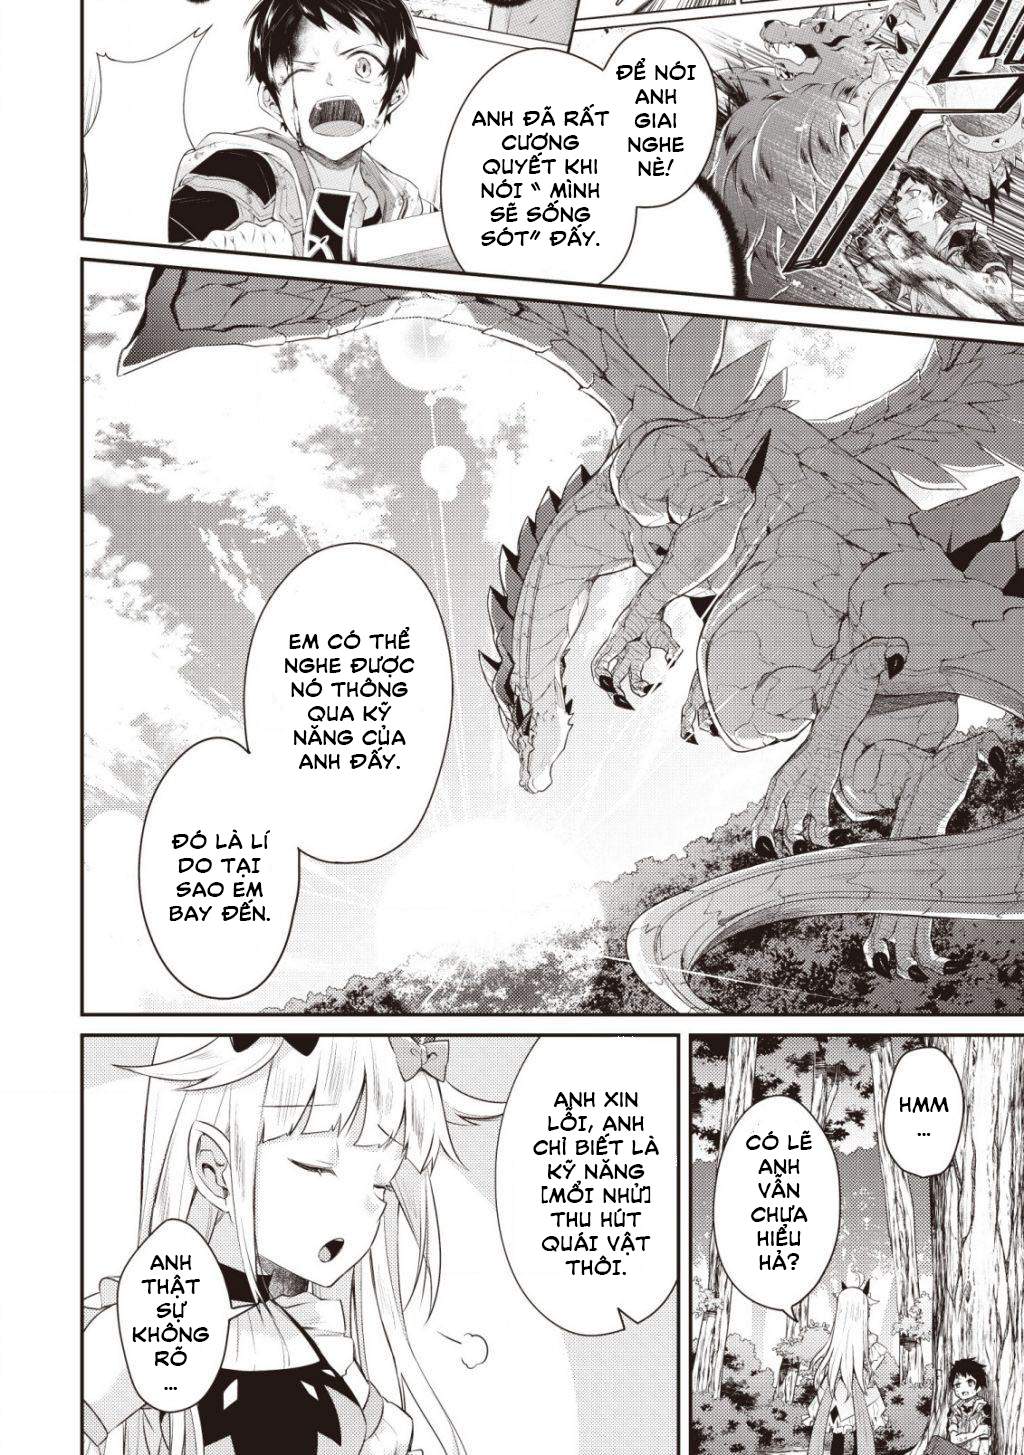 ĐỂ NÓI
ANH
GIAI
NGHE
NÈ!
ANH ĐÃ RẤT
CƯƠNG
QUYẾT KHI
NÓI “ MÌNH
SẼ SỐNG
SÓT” ĐẤY.
EM CÓ THỂ
NGHE ĐƯỢC
NÓ THÔNG
QUA KỸ
NĂNG CỦA
ANH ĐẤY.
ĐÓ LÀ LÍ
DO TẠI
SAO EM
BAY ĐẾN.
HMM
...
CÓ LẼ
ANH
VẪN
CHƯA
HIỂU
HẢ?
ANH XIN
LỖI, ANH
CHỈ BIẾT LÀ
KỸ NĂNG
[MỒI NHỬ]
THU HÚT
QUÁI VẬT
THÔI.
ANH
THẬT
SỰ
KHÔNG
RÕ
...